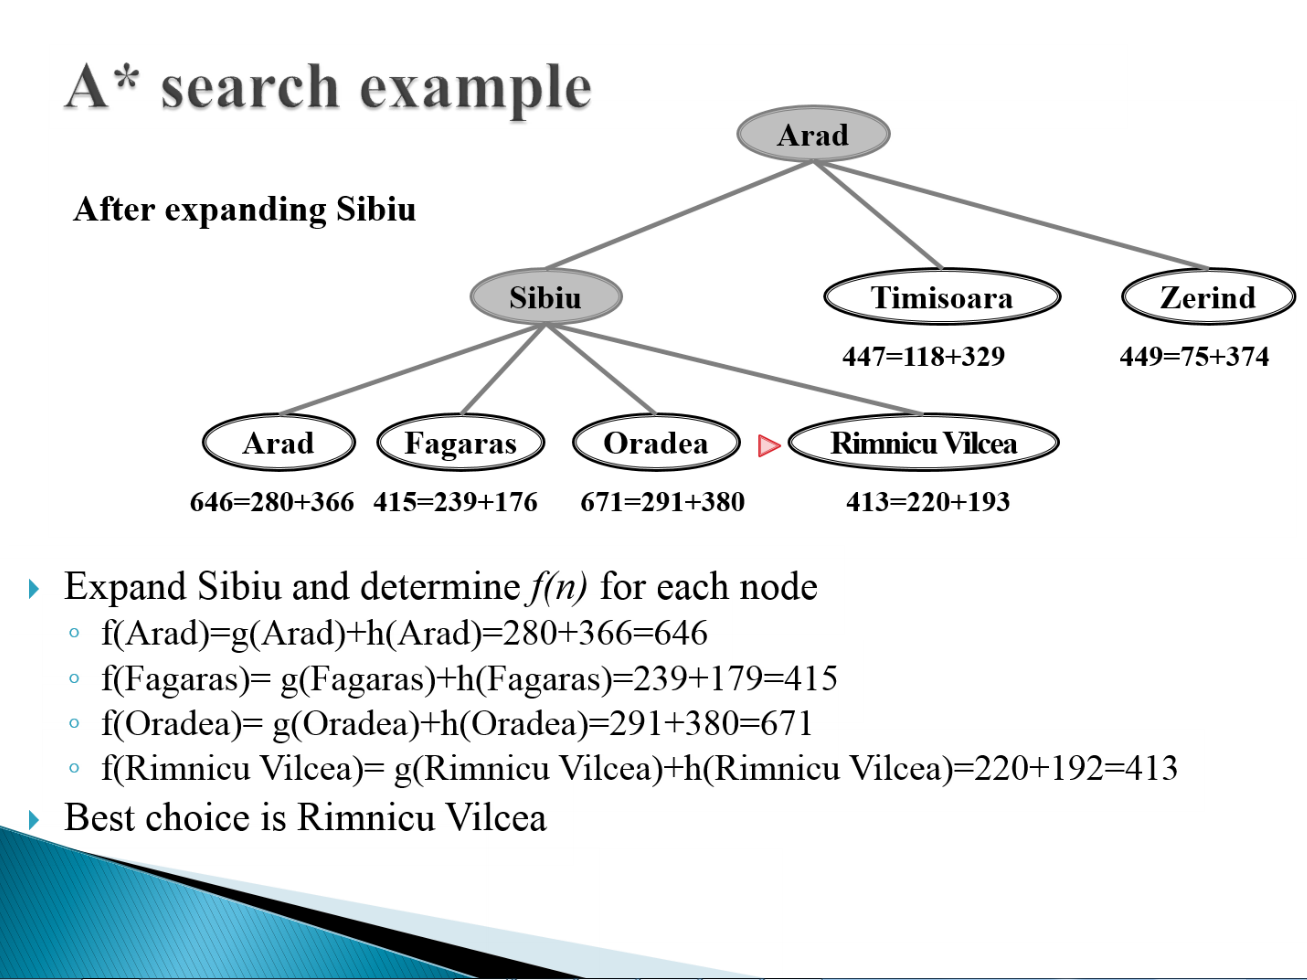 A* search example
Arad
After expanding Sibiu
Sibiu
Timisoara
Zerind
447=118+329
449=75+374
Arad
Fagaras
Oradea
Rimnicu Vilcea
646=280+366
415=239+176
671=291+380
413=220+193
Expand Sibiu and determine f(n) for each node
f(Arad)=g(Arad)+h(Arad)=280+366=646
f(Fagaras)= g(Fagaras)+h(Fagaras)=239+179=415
f(Oradea)= g(Oradea)+h(Oradea)=291+380=671
f(Rimnicu Vilcea)= g(Rimnicu Vilcea)+h(Rimnicu Vilcea)=220+192=413
Best choice is Rimnicu Vilcea